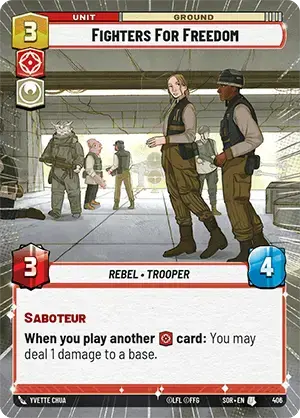 UNIT GROUND
3 FIGHTERS FOR FREEDOM
3 REBEL • TROOPER 4
SABOTEUR
When you play another card: You may
deal 1 damage to a base.
YVETTE CHUA ©LFL ©FFG SOR • EN 406